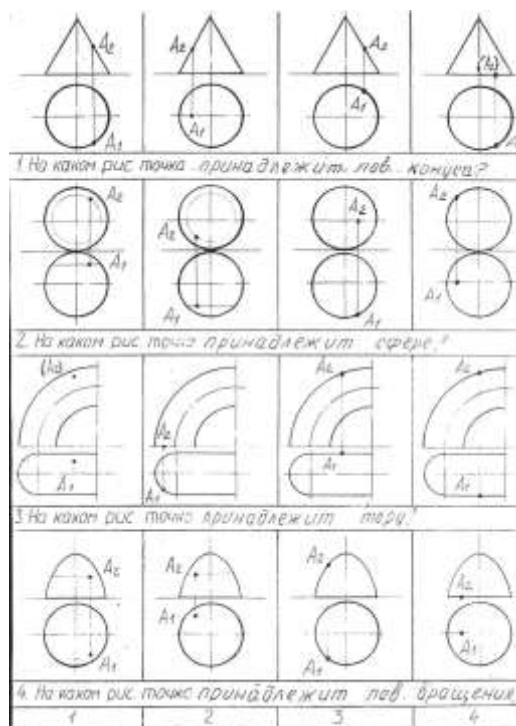 A2 A2 A2 (A2)
A1 A1 A1 A1
1. На каком рис точка принадлежит пов. конуса?
A2 A2 A2 A2
A1 A1 A1 A1
2. На каком рис точка принадлежит сфере?
(A2) A2 A2 A2
A1 A1 A1 A1
3. На каком рис точка принадлежит тору?
A2 A2 A2 A2
A1 A1 A1 A1
4. На каком рис точка принадлежит пов. вращения
1 2 3 4